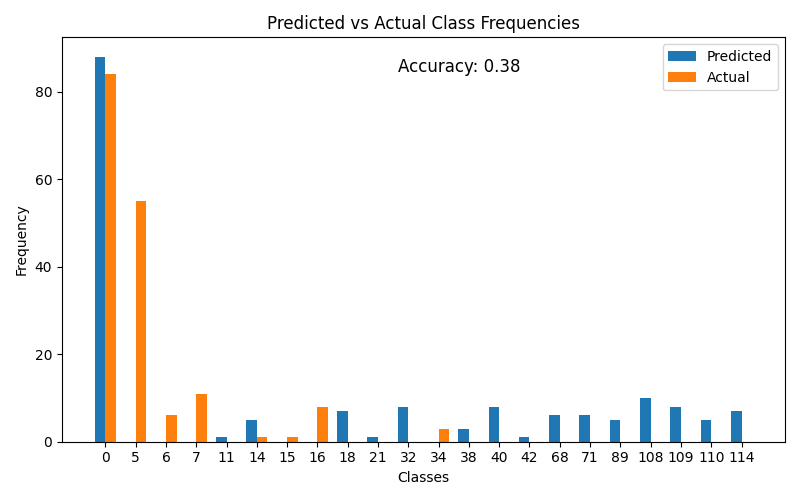 Predicted vs Actual Class Frequencies
Accuracy: 0.38
Predicted
Actual
Frequency
80
60
40
20
0
0 5 6 7 11 14 15 16 18 21 32 34 38 40 42 68 71 89 108 109 110 114
Classes